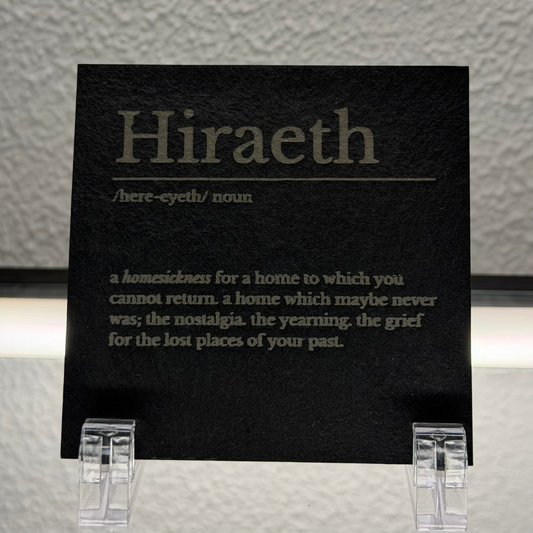 Hiraeth
/here-eyeth/ noun
a homesickness for a home to which you
cannot return. a home which maybe never
was; the nostalgia. the yearning. the grief
for the lost places of your past.